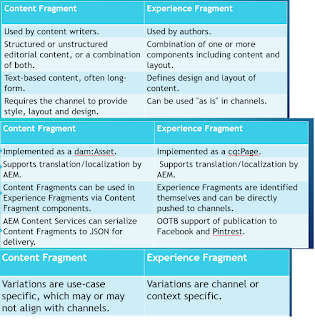 Content Fragment
Experience Fragment
Used by content writers.
Used by authors.
Structured or unstructured
editorial content, or a combination
of both.
Combination of one or more
components including content and
layout.
Text-based content, often long-
form.
Defines design and layout of
content.
Requires the channel to provide
style, layout and design.
Can be used "as is" in channels.
Content Fragment
Experience Fragment
Implemented as a dam:Asset.
Implemented as a cq:Page.
Supports translation/localization by
AEM.
Supports translation/localization by
AEM.
Content Fragments can be used in
Experience Fragments via Content
Fragment components.
Experience Fragments are identified
themselves and can be directly
pushed to channels.
AEM Content Services can serialize
Content Fragments to JSON for
delivery.
OOTB support of publication to
Facebook and Pintrest.
Content Fragment
Experience Fragment
Variations are use-case
specific, which may or may
not align with channels.
Variations are channel or
context specific.